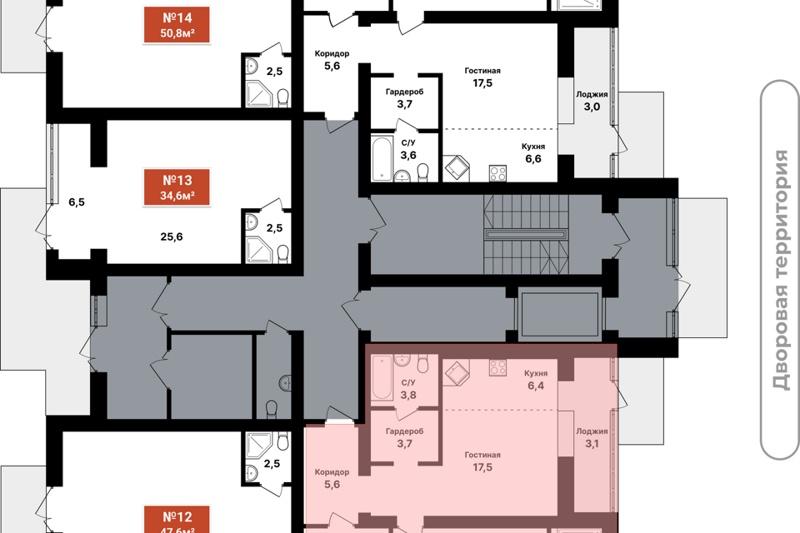 №14
50,8м²
2,5
Коридор
5,6
Гостиная
17,5
Гардероб
3,7
Лоджия
3,0
С/У
3,6
Кухня
6,6
№13
34,6м²
6,5
25,6
2,5
Дворовая территория
Кухня
6,4
С/У
3,8
Гардероб
3,7
Лоджия
3,1
Гостиная
17,5
Коридор
5,6
2,5
№12
47,6м²